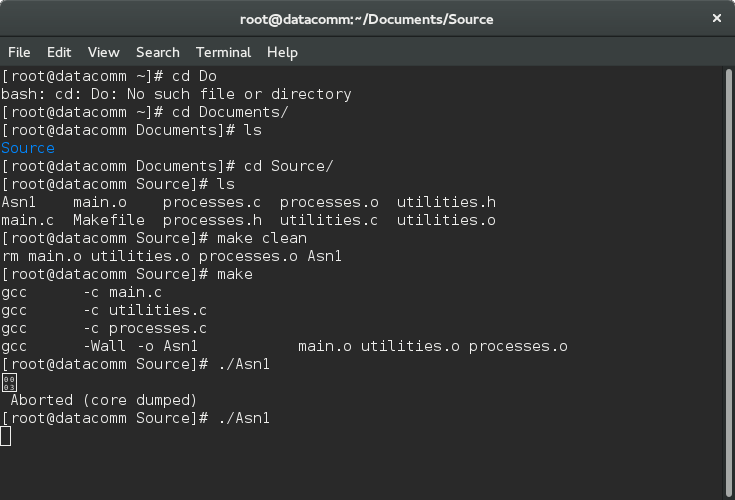 root@datacomm:~/Documents/Source
File Edit View Search Terminal Help
[root@datacomm ~]# cd Do
bash: cd: Do: No such file or directory
[root@datacomm ~]# cd Documents/
[root@datacomm Documents]# ls
Source
[root@datacomm Documents]# cd Source/
[root@datacomm Source]# ls
Asn1    main.o    processes.c  processes.o  utilities.h
main.c  Makefile  processes.h  utilities.c  utilities.o
[root@datacomm Source]# make clean
rm main.o utilities.o processes.o Asn1
[root@datacomm Source]# make
gcc      -c main.c
gcc      -c utilities.c
gcc      -c processes.c
gcc      -Wall -o Asn1           main.o utilities.o processes.o
[root@datacomm Source]# ./Asn1
0003
 Aborted (core dumped)
[root@datacomm Source]# ./Asn1